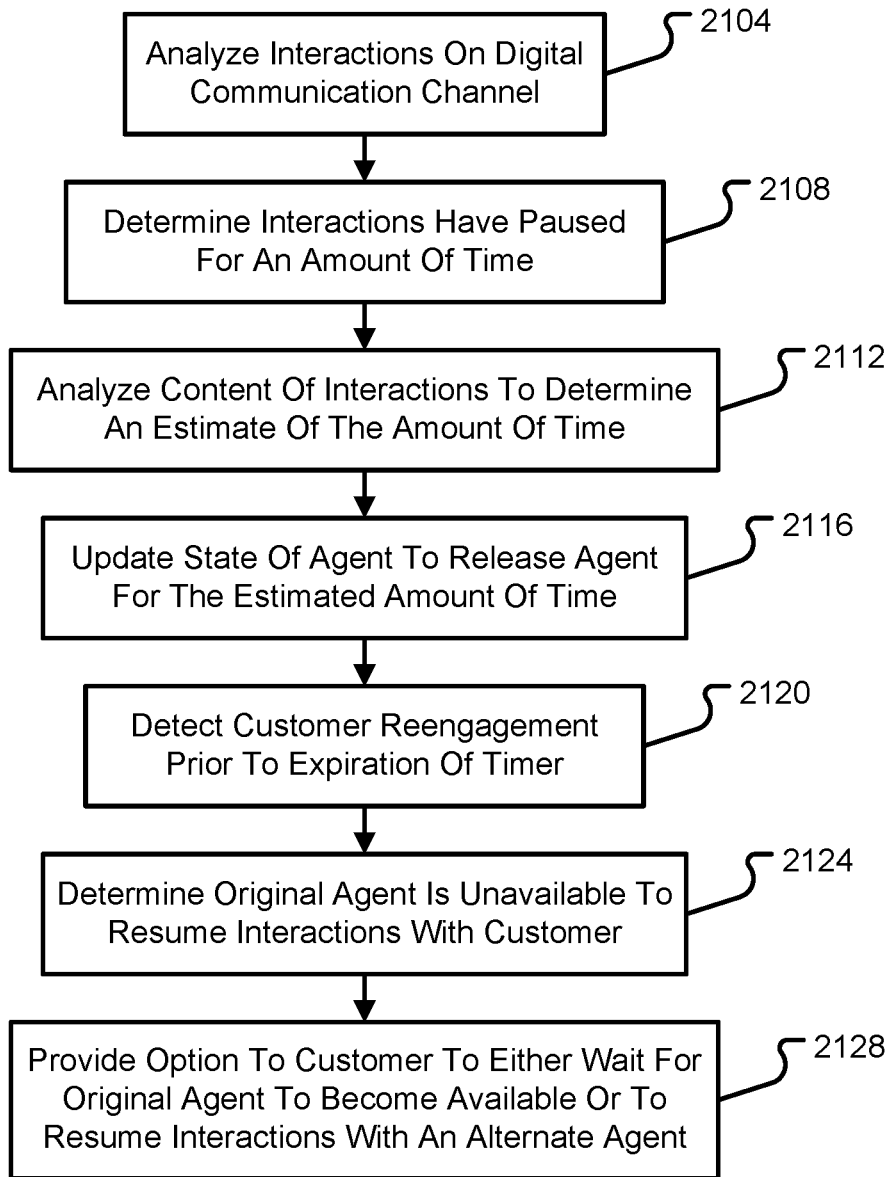 2104
Analyze Interactions On Digital
Communication Channel
2108
Determine Interactions Have Paused
For An Amount Of Time
2112
Analyze Content Of Interactions To Determine
An Estimate Of The Amount Of Time
2116
Update State Of Agent To Release Agent
For The Estimated Amount Of Time
2120
Detect Customer Reengagement
Prior To Expiration Of Timer
2124
Determine Original Agent Is Unavailable To
Resume Interactions With Customer
2128
Provide Option To Customer To Either Wait For
Original Agent To Become Available Or To
Resume Interactions With An Alternate Agent